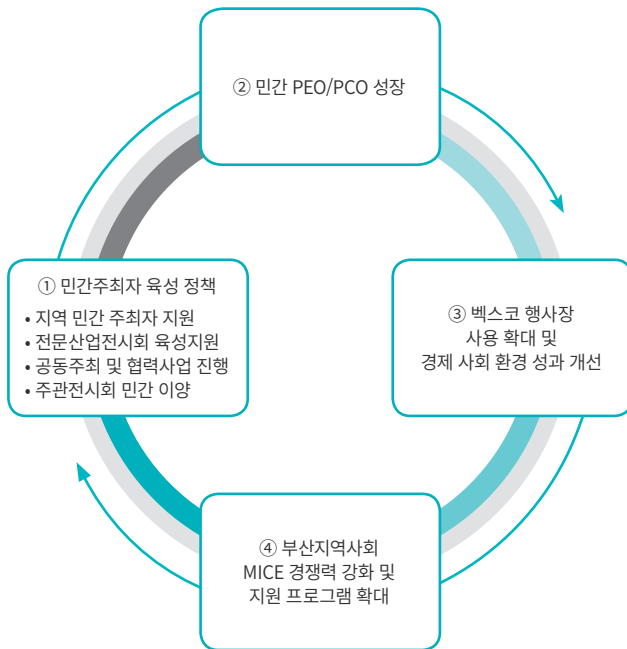 ② 민간 PEO/PCO 성장
① 민간주최자 육성 정책
• 지역 민간 주최자 지원
• 전문산업전시회 육성지원
• 공동주최 및 협력사업 진행
• 주관전시회 민간 이양
③ 벡스코 행사장
사용 확대 및
경제 사회 환경 성과 개선
④ 부산지역사회
MICE 경쟁력 강화 및
지원 프로그램 확대